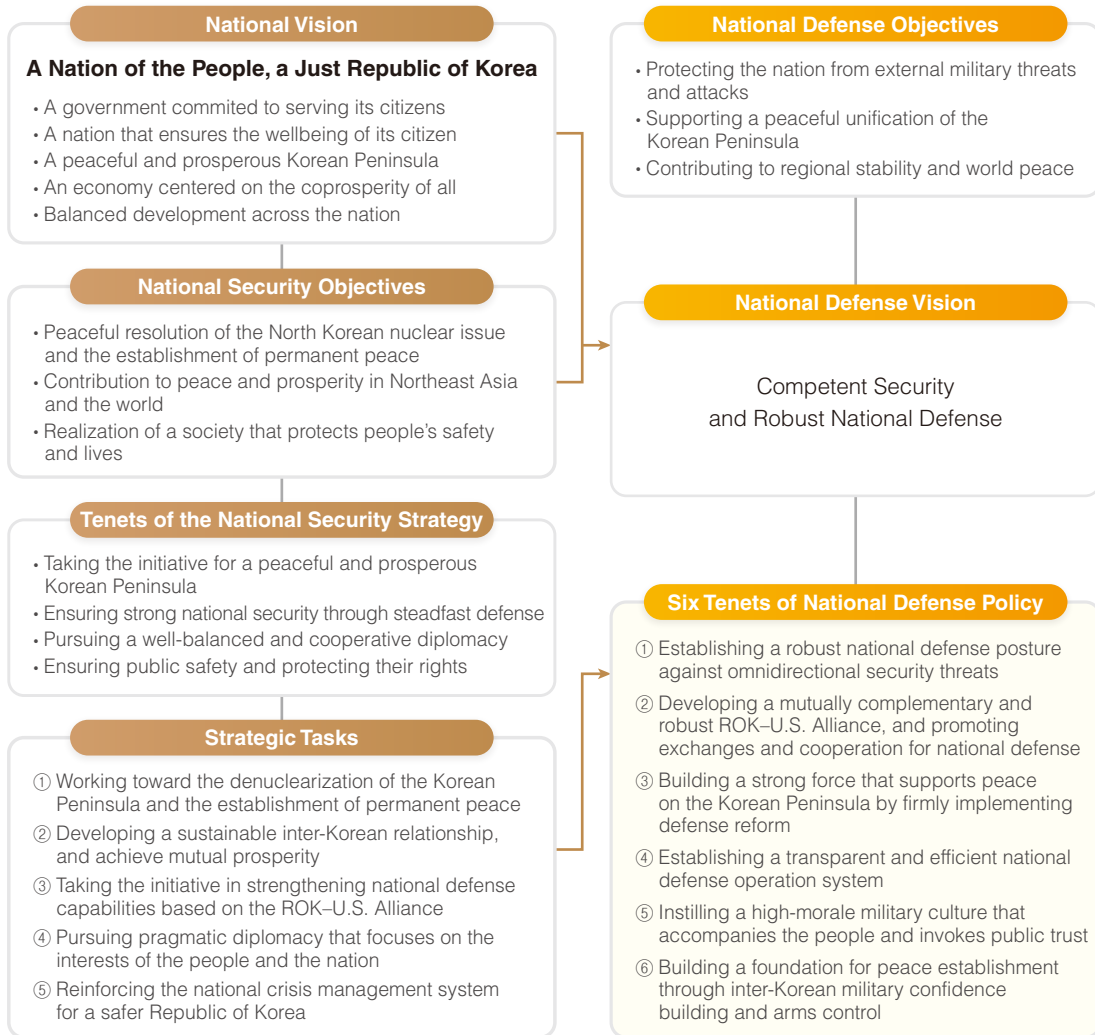 National Vision
A Nation of the People, a Just Republic of Korea
• A government commited to serving its citizens
• A nation that ensures the wellbeing of its citizen
• A peaceful and prosperous Korean Peninsula
• An economy centered on the coprosperity of all
• Balanced development across the nation
National Security Objectives
• Peaceful resolution of the North Korean nuclear issue
and the establishment of permanent peace
• Contribution to peace and prosperity in Northeast Asia
and the world
• Realization of a society that protects people's safety
and lives
Tenets of the National Security Strategy
• Taking the initiative for a peaceful and prosperous
Korean Peninsula
• Ensuring strong national security through steadfast defense
• Pursuing a well-balanced and cooperative diplomacy
• Ensuring public safety and protecting their rights
Strategic Tasks
① Working toward the denuclearization of the Korean
Peninsula and the establishment of permanent peace
② Developing a sustainable inter-Korean relationship,
and achieve mutual prosperity
③ Taking the initiative in strengthening national defense
capabilities based on the ROK–U.S. Alliance
④ Pursuing pragmatic diplomacy that focuses on the
interests of the people and the nation
⑤ Reinforcing the national crisis management system
for a safer Republic of Korea
National Defense Objectives
• Protecting the nation from external military threats
and attacks
• Supporting a peaceful unification of the
Korean Peninsula
• Contributing to regional stability and world peace
National Defense Vision
Competent Security
and Robust National Defense
Six Tenets of National Defense Policy
① Establishing a robust national defense posture
against omnidirectional security threats
② Developing a mutually complementary and
robust ROK–U.S. Alliance, and promoting
exchanges and cooperation for national defense
③ Building a strong force that supports peace
on the Korean Peninsula by firmly implementing
defense reform
④ Establishing a transparent and efficient national
defense operation system
⑤ Instilling a high-morale military culture that
accompanies the people and invokes public trust
⑥ Building a foundation for peace establishment
through inter-Korean military confidence
building and arms control